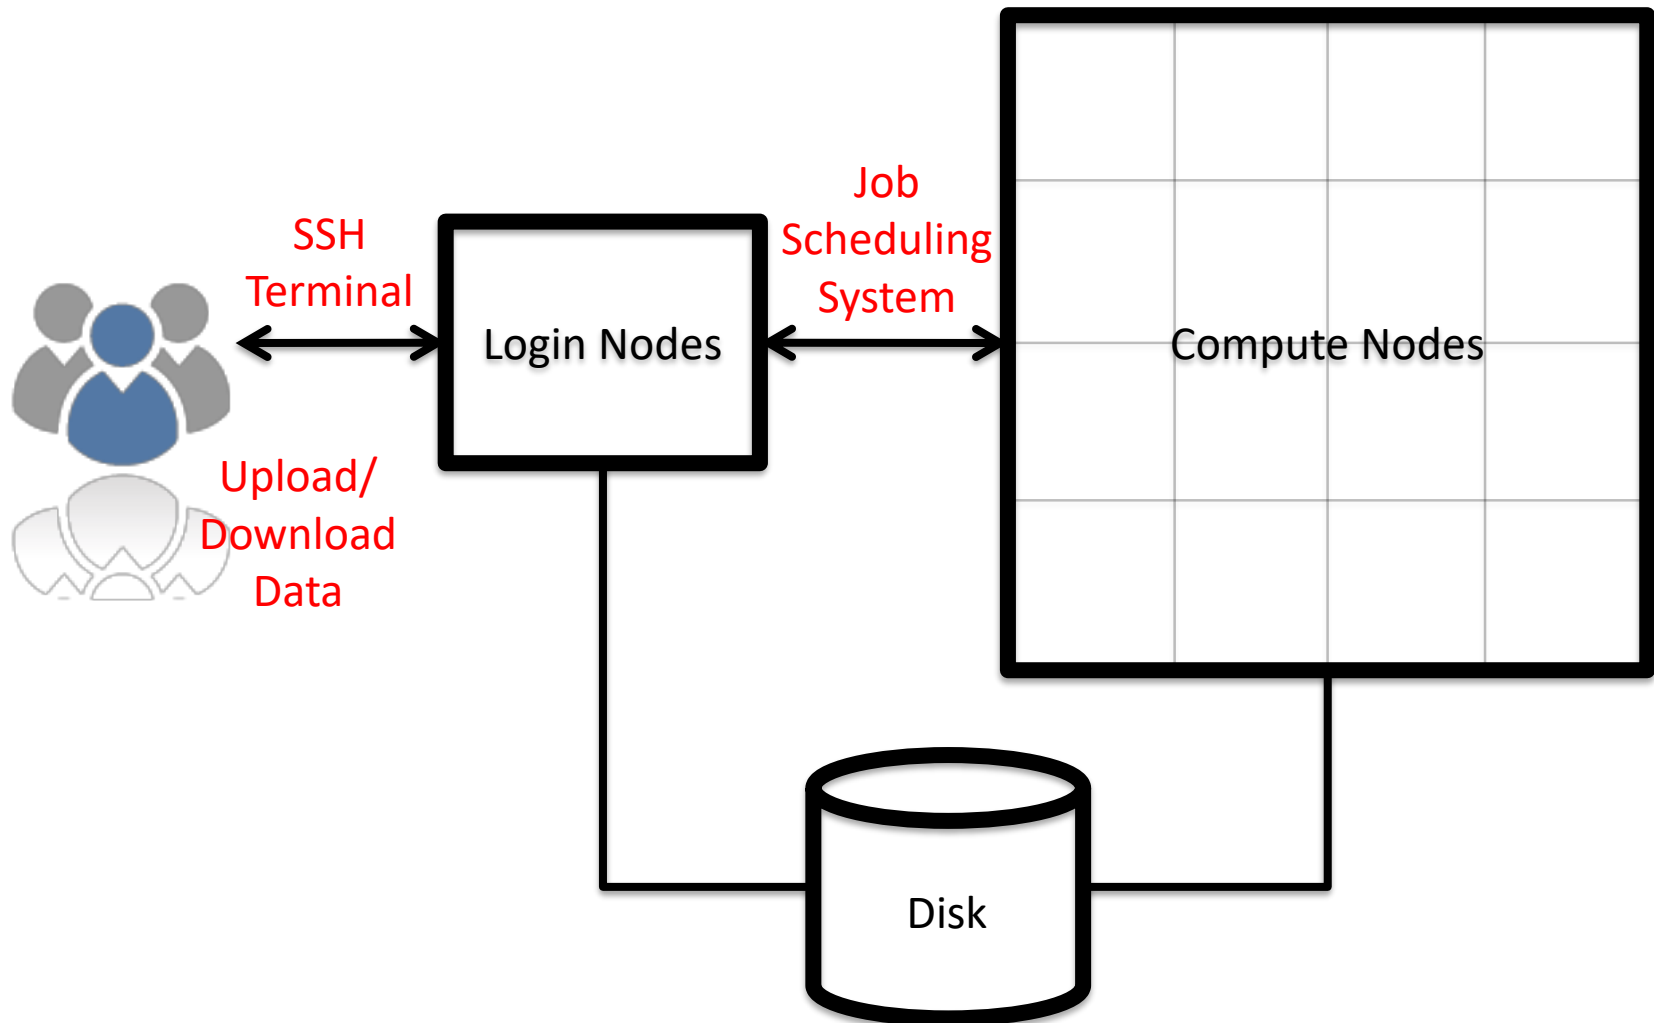 SSH
Terminal
Upload/
Download
Data
Login Nodes
Job
Scheduling
System
Compute Nodes
Disk